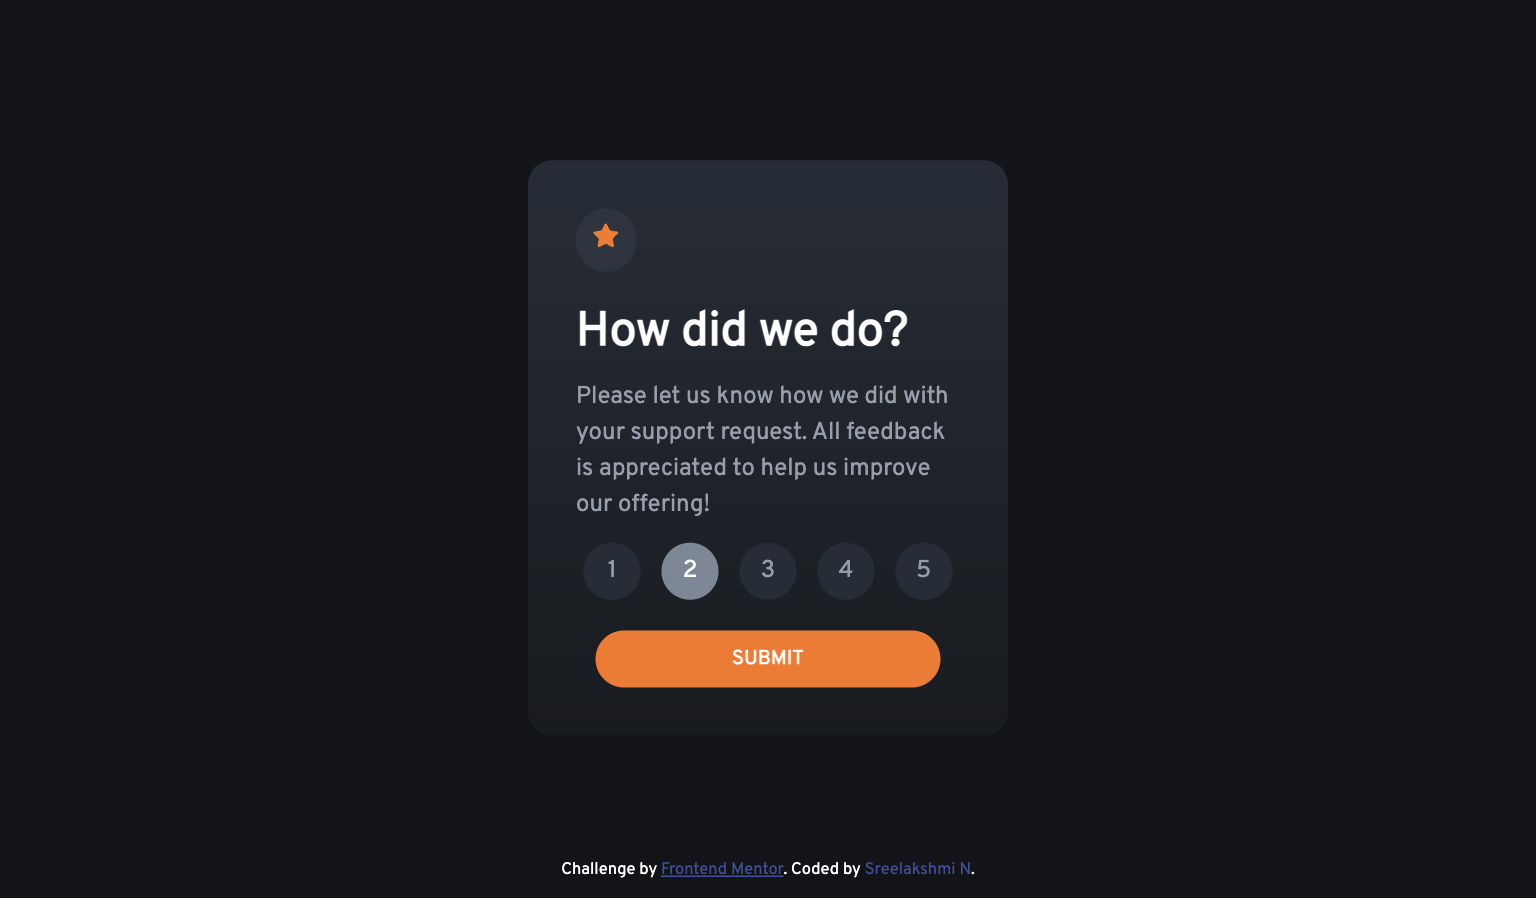 How did we do?
Please let us know how we did with
your support request. All feedback
is appreciated to help us improve
our offering!
1 2 3 4 5
SUBMIT
Challenge by Frontend Mentor. Coded by Sreelakshmi N.